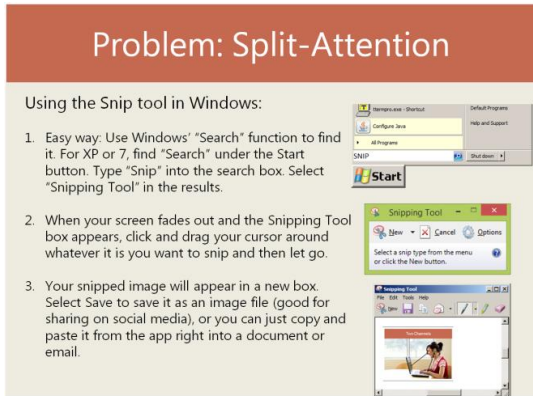 Problem: Split-Attention
Using the Snip tool in Windows:
1. Easy way: Use Windows' "Search" function to find
it. For XP or 7, find "Search" under the Start
button. Type "Snip" into the search box. Select
"Snipping Tool" in the results.
2. When your screen fades out and the Snipping Tool
box appears, click and drag your cursor around
whatever it is you want to snip and then let go.
3. Your snipped image will appear in a new box.
Select Save to save it as an image file (good for
sharing on social media), or you can just copy and
paste it from the app right into a document or
email.
Shortcut
Default Programs
Configure Java
Help and Support
All Programs
SNIP
Shut down
Start
Snipping Tool
New
Cancel
Options
Select a snip type from the menu
or click the New button.
Snipping Tool
File Edit Tools Help
New